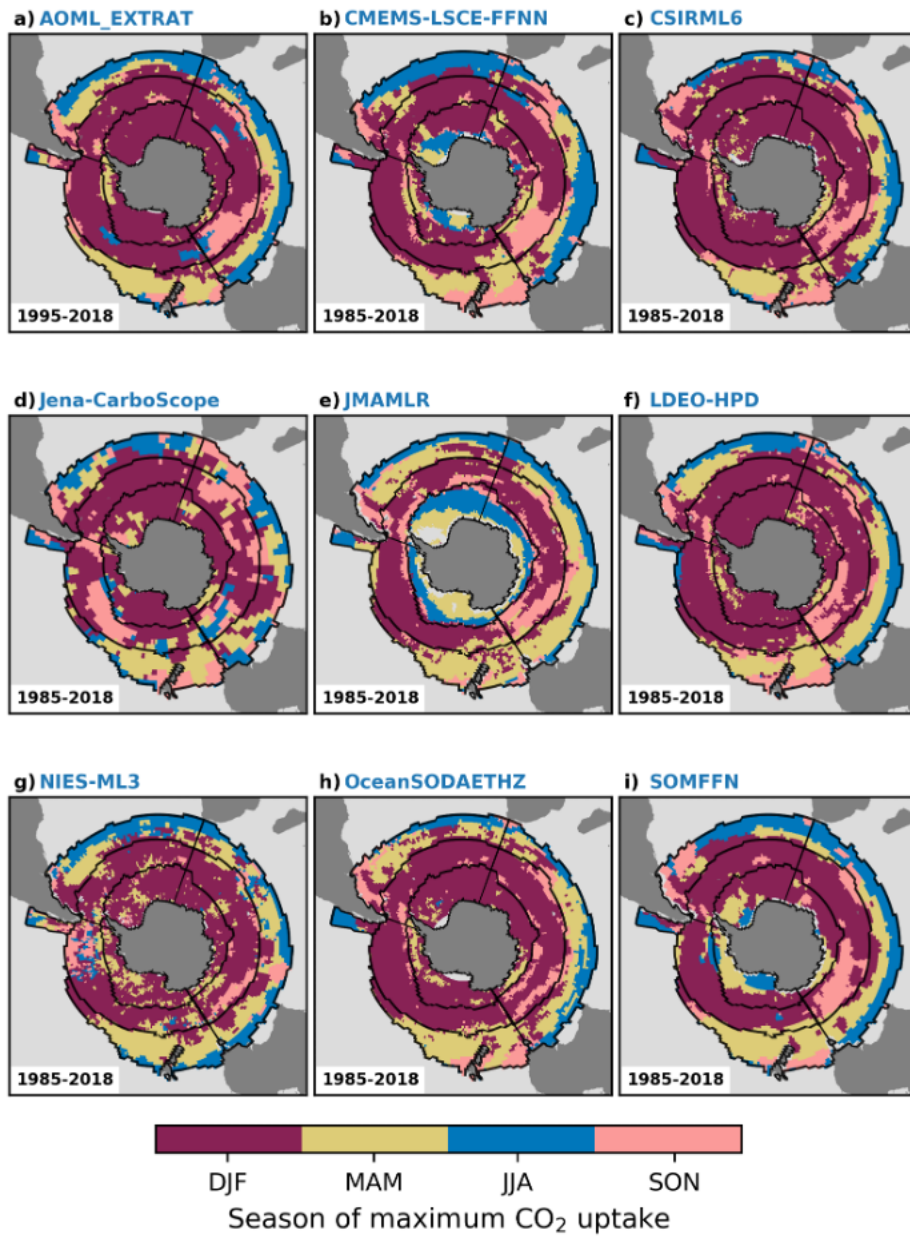 a) AOML_EXTRAT
b) CMEMS-LSCE-FFNN
c) CSIRML6
1995-2018
1985-2018
1985-2018
d) Jena-CarboScope
e) JMAMLR
f) LDEO-HPD
1985-2018
1985-2018
1985-2018
g) NIES-ML3
h) OceanSODAETHZ
i) SOMFFN
1985-2018
1985-2018
1985-2018
DJF
MAM
JJA
SON
Season of maximum CO₂ uptake